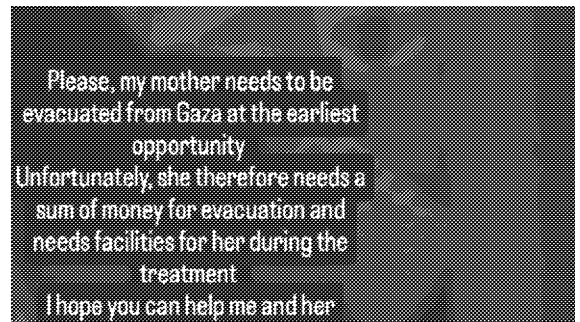 Please, my mother needs to be
evacuated from Gaza at the earliest
opportunity
Unfortunately, she therefore needs a
sum of money for evacuation and
needs facilities for her during the
treatment
I hope you can help me and her